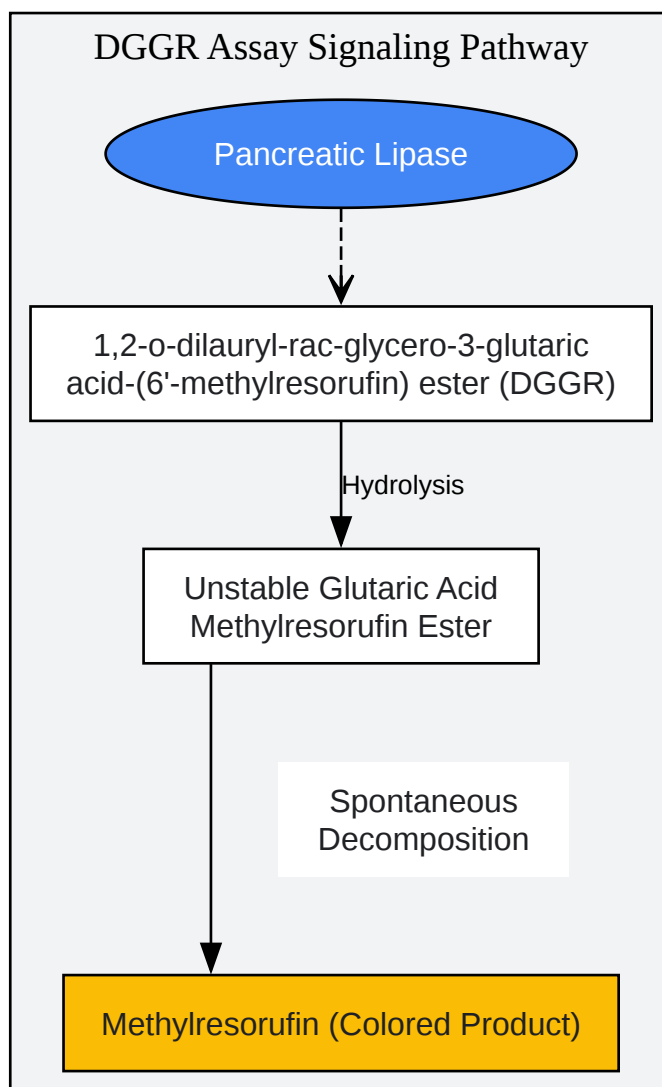 DGGR Assay Signaling Pathway
Pancreatic Lipase
1,2-o-dilauryl-rac-glycero-3-glutaric
acid-(6'-methylresorufin) ester (DGGR)
Hydrolysis
Unstable Glutaric Acid
Methylresorufin Ester
Spontaneous
Decomposition
Methylresorufin (Colored Product)